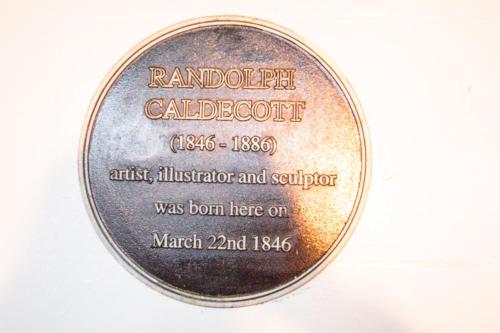 RANDOLPH
CALDECOTT
(1846 - 1886)
artist, illustrator and sculptor
was born here on
March 22nd 1846